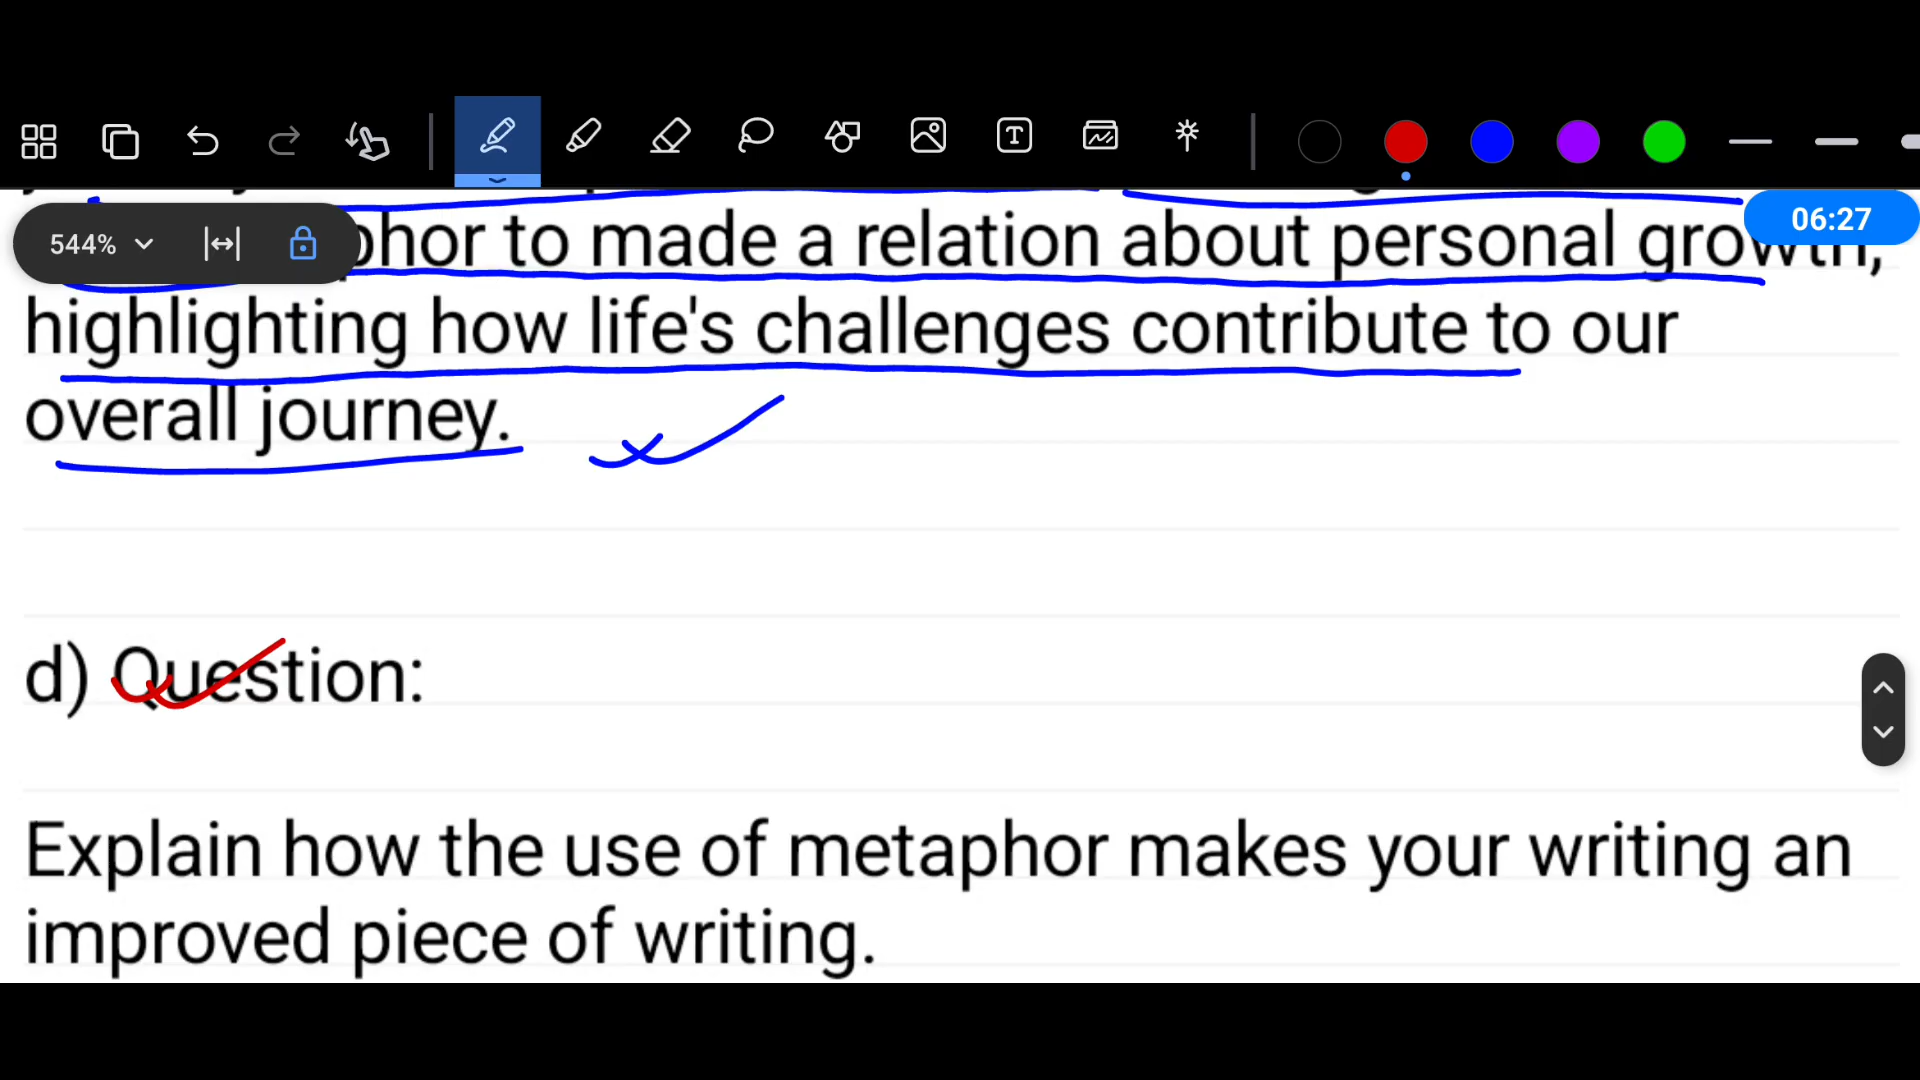 544%
06:27
phor to made a relation about personal growth,
highlighting how life's challenges contribute to our
overall journey.
d) Question:
Explain how the use of metaphor makes your writing an
improved piece of writing.